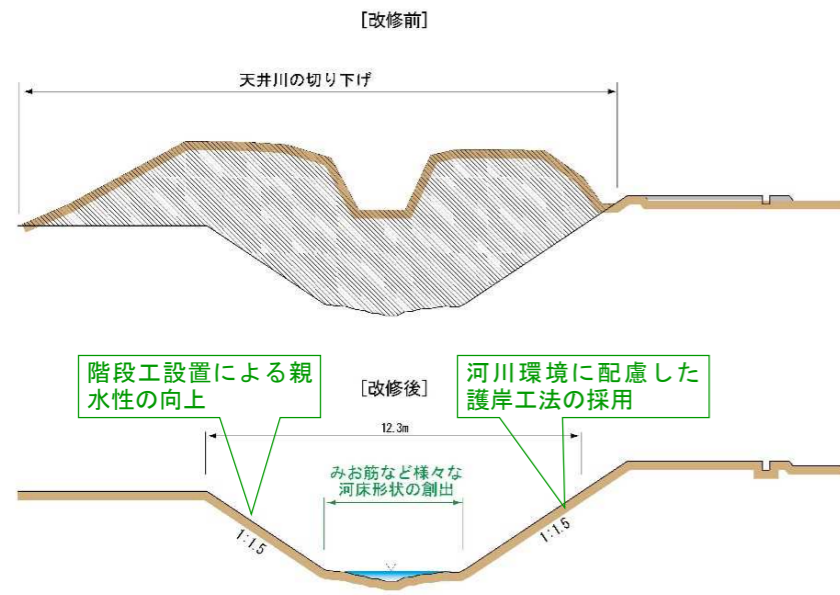 [改修前]
天井川の切り下げ
階段工設置による親
水性の向上
[改修後]
河川環境に配慮した
護岸工法の採用
12.3m
みお筋など様々な
河床形状の創出
1:1.5
1:1.5